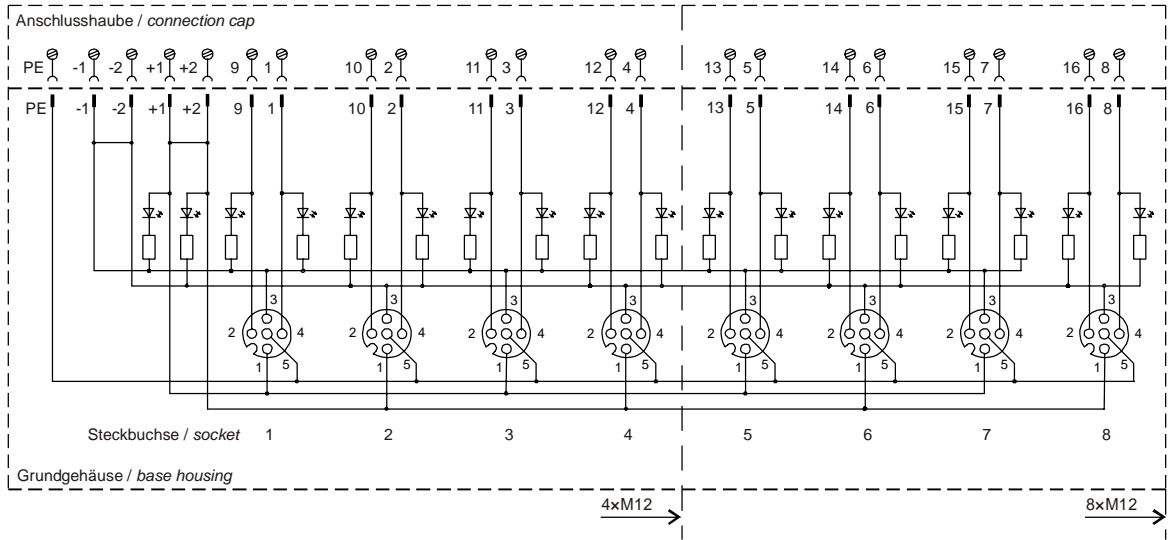 Anschlusshaube / connection cap
PE -1 -2 +1 +2 9 1 10 2 11 3 12 4 13 5 14 6 15 7 16 8
PE -1 -2 +1 +2 9 1 10 2 11 3 12 4 13 5 14 6 15 7 16 8
3 3 3 3 3 3 3 3
2 4 2 4 2 4 2 4 2 4 2 4 2 4 2 4
1 5 1 5 1 5 1 5 1 5 1 5 1 5 1 5
Steckbuchse / socket 1 2 3 4 5 6 7 8
Grundgehäuse / base housing
4×M12 8×M12